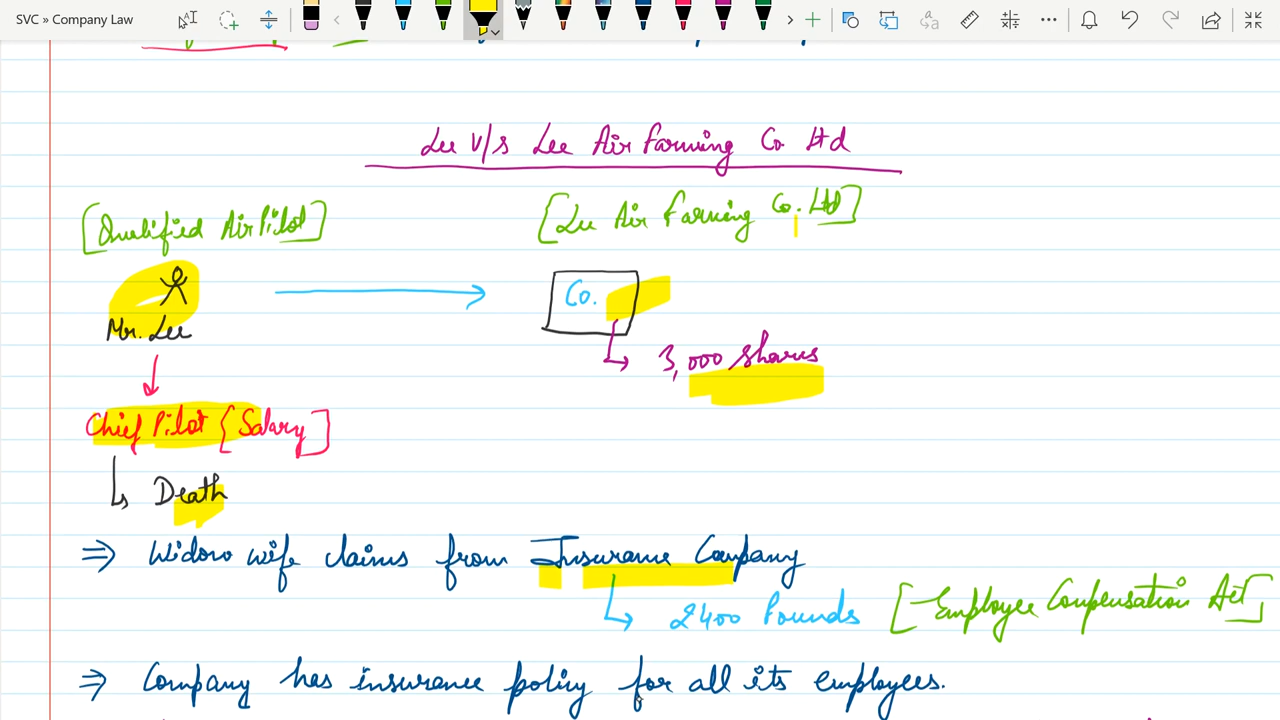 SVC » Company Law
Lee V/s Lee Air Farming Co Ltd
[Qualified Air Pilot]
[Lee Air Farming Co. Ltd]
Co.
Mr. Lee
3,000 shares
Chief Pilot [Salary]
Death
⇒ Widow wife claims from Insurance Company
2400 Pounds [Employee Compensation Act]
⇒ Company has insurance policy for all its employees.